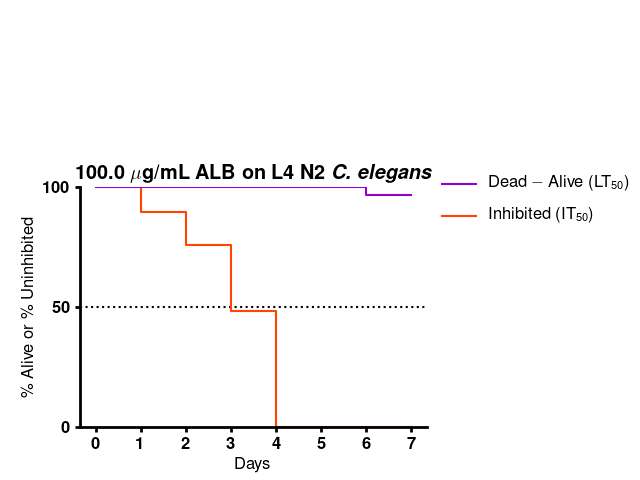 100.0 μg/mL ALB on L4 N2 C. elegans
Dead − Alive (LT₅₀)
Inhibited (IT₅₀)
% Alive or % Uninhibited
100
50
0
0 1 2 3 4 5 6 7
Days